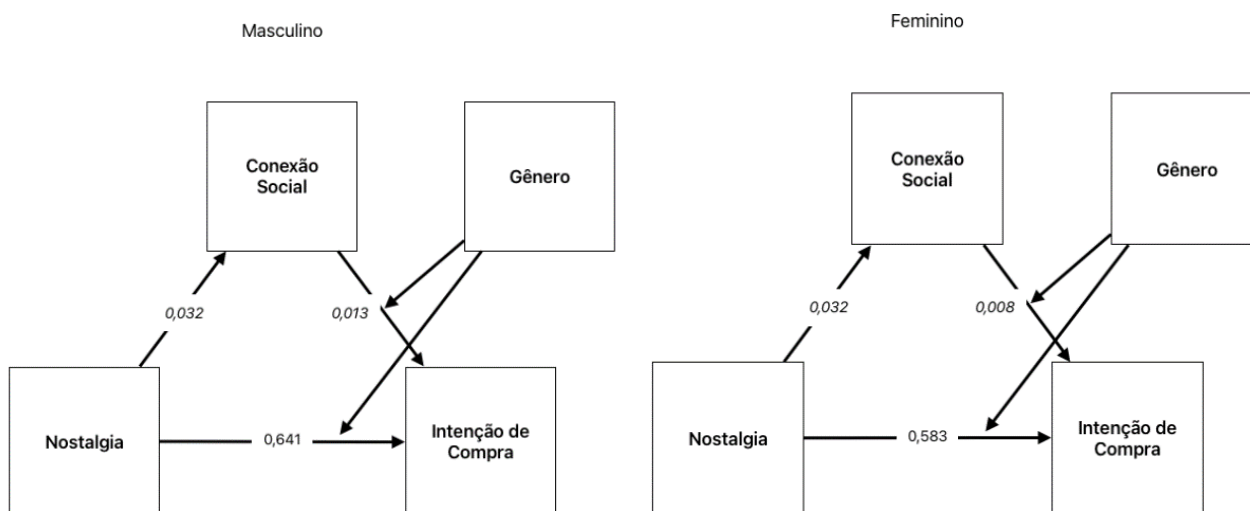 Masculino
Conexão
Social
Gênero
0,032
0,013
Nostalgia
0,641
Intenção de
Compra
Feminino
Conexão
Social
Gênero
0,032
0,008
Nostalgia
0,583
Intenção de
Compra